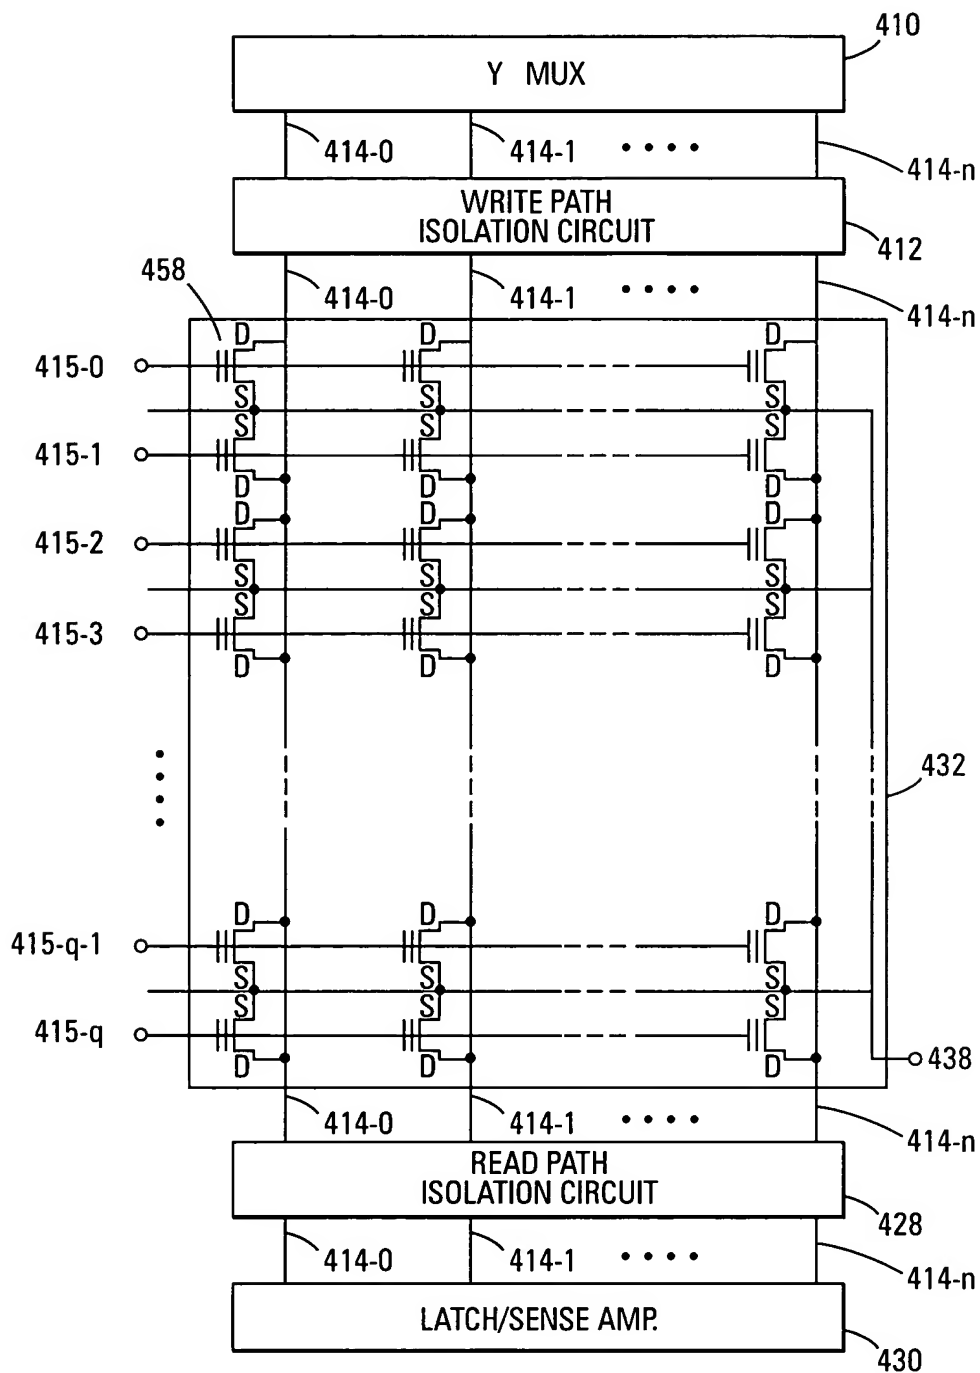 410
Y MUX
414-0 414-1 • • • • 414-n
WRITE PATH
ISOLATION CIRCUIT
412
458
414-0 414-1 • • • • 414-n
D D D
415-0
S S S
S S S
415-1
D D D
D D D
415-2
S S S
S S S
415-3
D D D
432
D D D
415-q-1
S S S
S S S
415-q
D D D
438
414-0 414-1 • • • • 414-n
READ PATH
ISOLATION CIRCUIT
428
414-0 414-1 • • • • 414-n
LATCH/SENSE AMP.
430